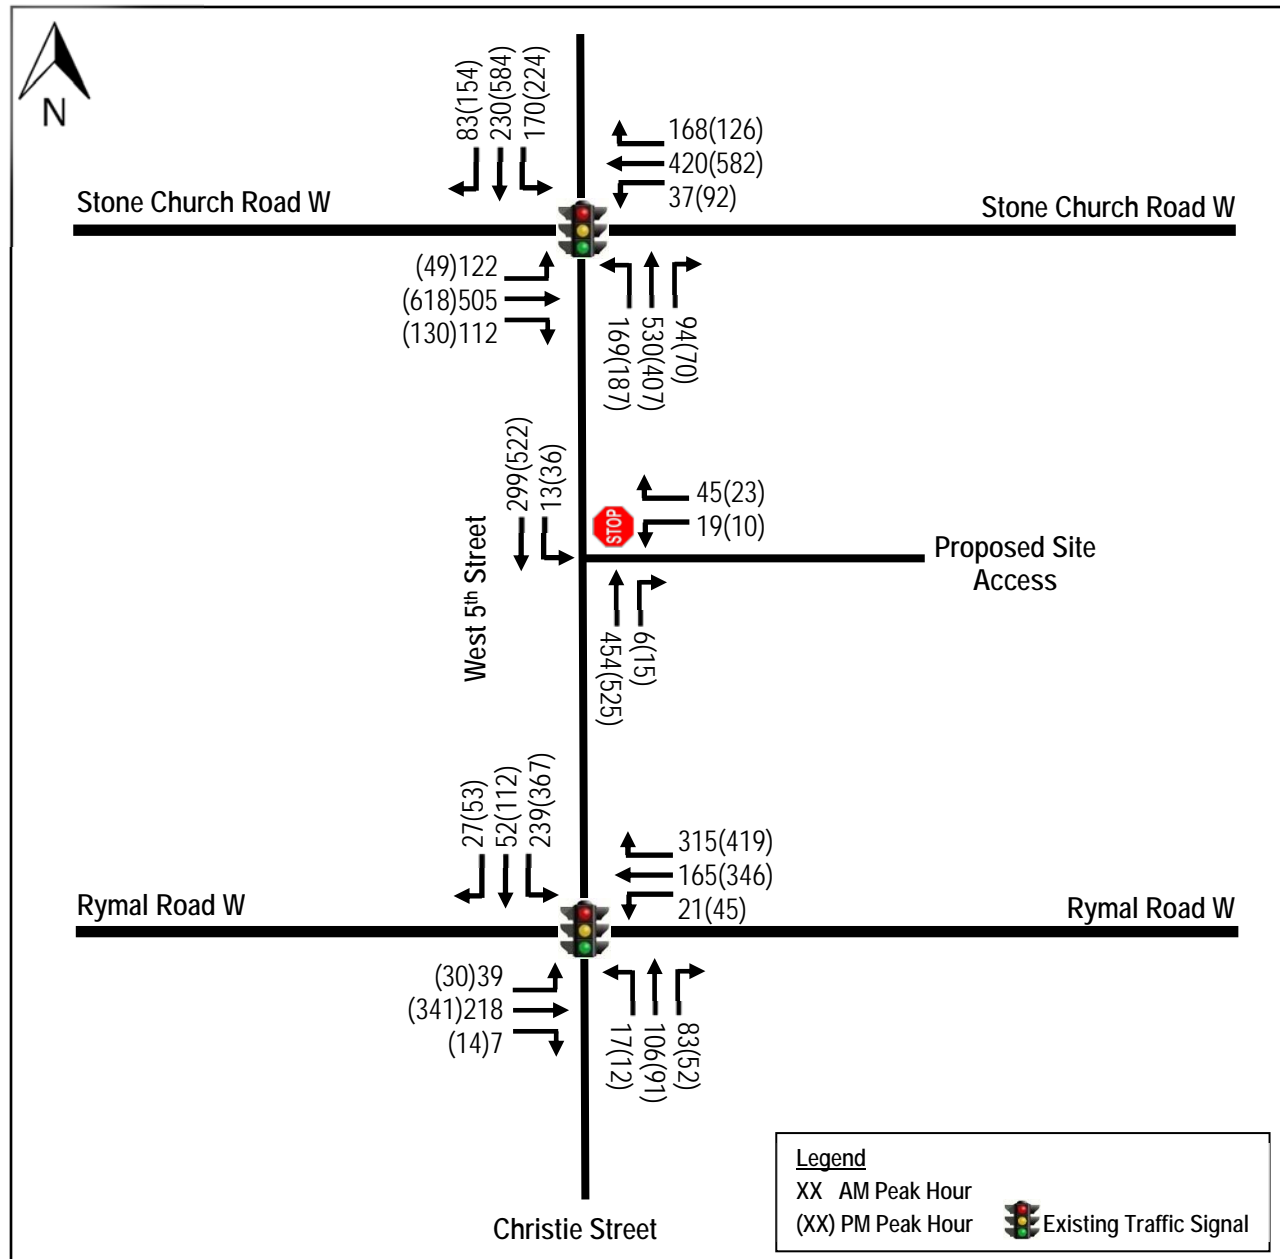 N
83(154)
230(584)
170(224)
168(126)
420(582)
37(92)
Stone Church Road W
Stone Church Road W
(49)122
(618)505
(130)112
169(187)
530(407)
94(70)
299(522)
13(36)
STOP
45(23)
19(10)
West 5th Street
Proposed Site
Access
454(525)
6(15)
27(53)
52(112)
239(367)
315(419)
165(346)
21(45)
Rymal Road W
Rymal Road W
(30)39
(341)218
(14)7
17(12)
106(91)
83(52)
Christie Street
Legend
XX AM Peak Hour
(XX) PM Peak Hour
Existing Traffic Signal